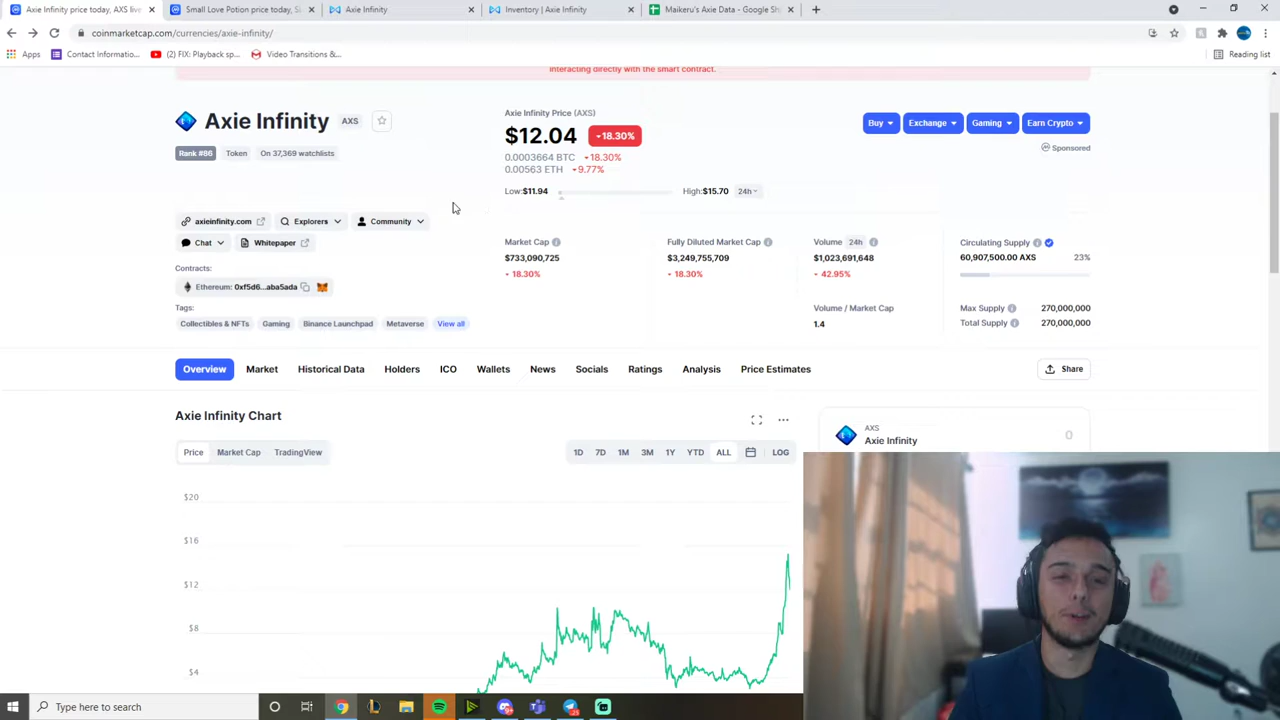 Axie Infinity price today, AXS live
Small Love Potion price today, SL
Axie Infinity
Inventory | Axie Infinity
Maikeru's Axie Data - Google Sh
coinmarketcap.com/currencies/axie-infinity/
Reading list
Apps
Contact Informatio...
(2) FIX: Playback sp...
Video Transitions &...
interacting directly with the smart contract.
Axie Infinity AXS
Rank #86 Token On 37,369 watchlists
axieinfinity.com Explorers Community
Chat Whitepaper
Contracts:
Ethereum: 0xf5d6...aba5ada
Tags:
Collectibles & NFTs Gaming Binance Launchpad Metaverse View all
Axie Infinity Price (AXS)
$12.04 18.30%
0.0003664 BTC 18.30%
0.00563 ETH 9.77%
Low:$11.94 High:$15.70 24h
Buy Exchange Gaming Earn Crypto
Sponsored
Market Cap
$733,090,725
18.30%
Fully Diluted Market Cap
$3,249,755,709
18.30%
Volume 24h
$1,023,691,648
42.95%
Volume / Market Cap
1.4
Circulating Supply
60,907,500.00 AXS 23%
Max Supply 270,000,000
Total Supply 270,000,000
Overview Market Historical Data Holders ICO Wallets News Socials Ratings Analysis Price Estimates
Share
Axie Infinity Chart
Price Market Cap TradingView
1D 7D 1M 3M 1Y YTD ALL LOG
$20
$16
$12
$8
$4
AXS
Axie Infinity 0
Type here to search